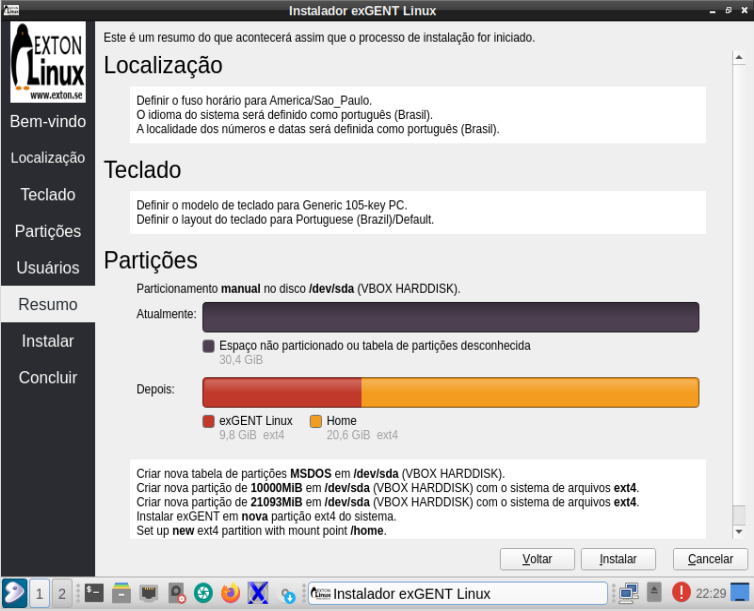 Instalador exGENT Linux
EXTON
Linux
www.exton.se
Bem-vindo
Localização
Teclado
Partições
Usuários
Resumo
Instalar
Concluir
Este é um resumo do que acontecerá assim que o processo de instalação for iniciado.
Localização
Definir o fuso horário para America/Sao_Paulo.
O idioma do sistema será definido como português (Brasil).
A localidade dos números e datas será definida como português (Brasil).
Teclado
Definir o modelo de teclado para Generic 105-key PC.
Definir o layout do teclado para Portuguese (Brazil)/Default.
Partições
Particionamento manual no disco /dev/sda (VBOX HARDDISK).
Atualmente:
Espaço não particionado ou tabela de partições desconhecida
30,4 GiB
Depois:
exGENT Linux Home
9,8 GiB ext4 20,6 GiB ext4
Criar nova tabela de partições MSDOS em /dev/sda (VBOX HARDDISK).
Criar nova partição de 10000MiB em /dev/sda (VBOX HARDDISK) com o sistema de arquivos ext4.
Criar nova partição de 21093MiB em /dev/sda (VBOX HARDDISK) com o sistema de arquivos ext4.
Instalar exGENT em nova partição ext4 do sistema.
Set up new ext4 partition with mount point /home.
Voltar Instalar Cancelar
1 2 Instalador exGENT Linux 22:29